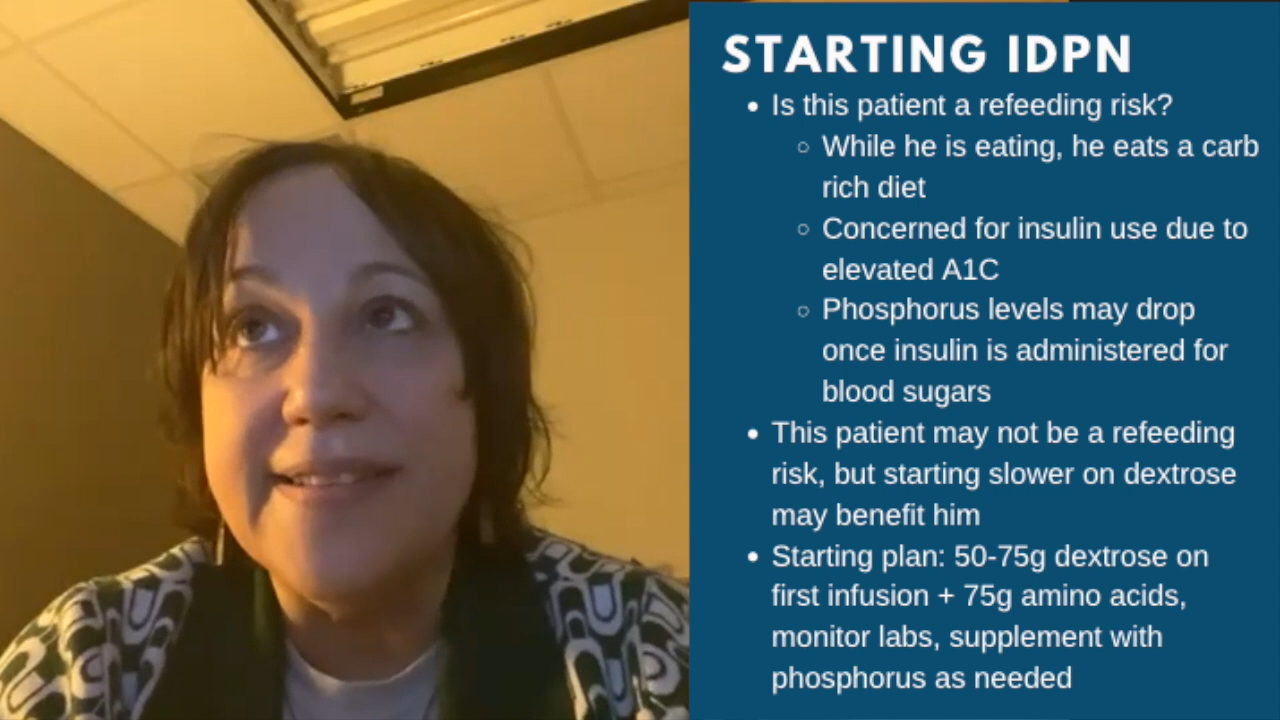 STARTING IDPN
• Is this patient a refeeding risk?
○ While he is eating, he eats a carb
rich diet
○ Concerned for insulin use due to
elevated A1C
○ Phosphorus levels may drop
once insulin is administered for
blood sugars
• This patient may not be a refeeding
risk, but starting slower on dextrose
may benefit him
• Starting plan: 50-75g dextrose on
first infusion + 75g amino acids,
monitor labs, supplement with
phosphorus as needed